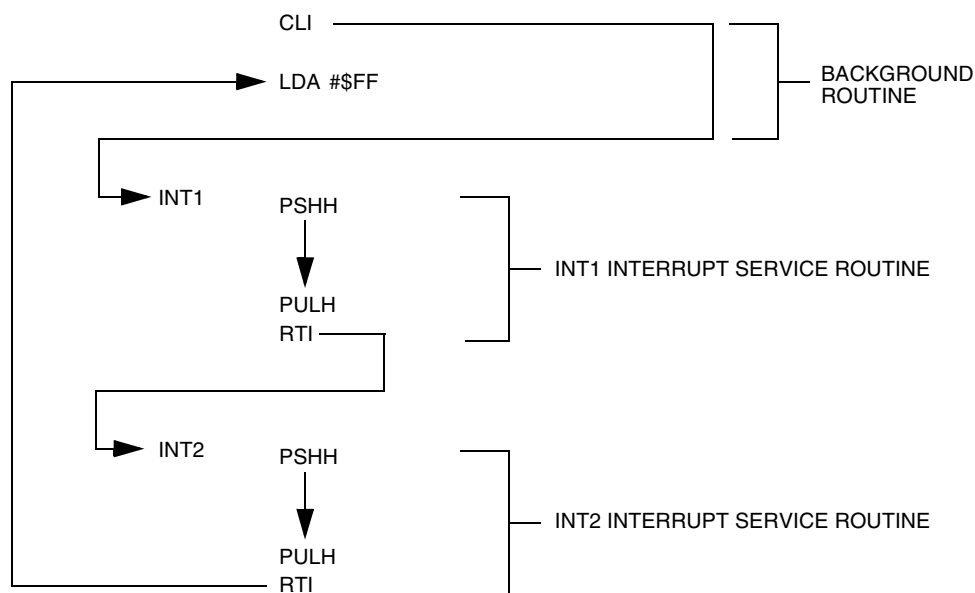 CLI
LDA #$FF
BACKGROUND
ROUTINE
INT1
PSHH
INT1 INTERRUPT SERVICE ROUTINE
PULH
RTI
INT2
PSHH
INT2 INTERRUPT SERVICE ROUTINE
PULH
RTI